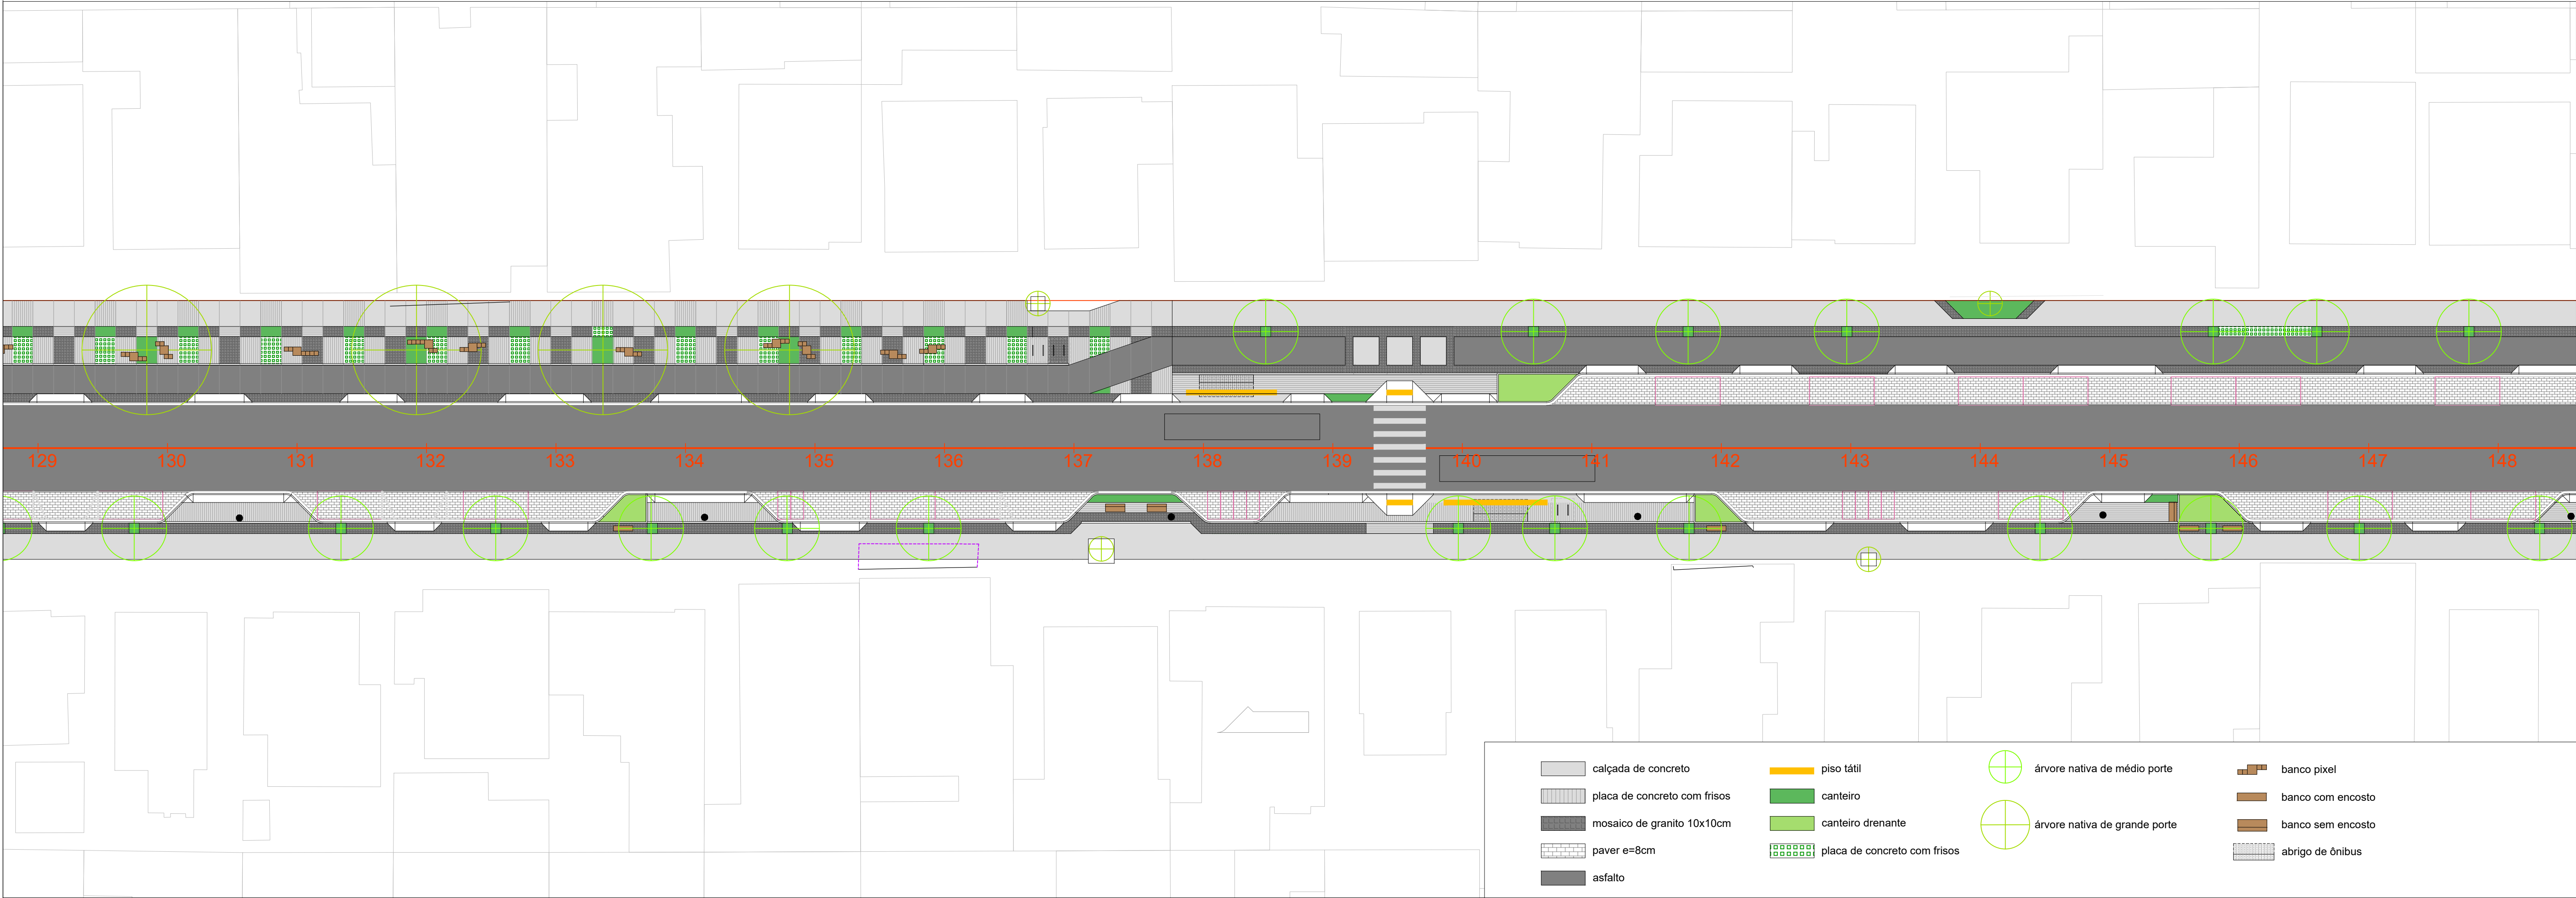 129 130 131 132 133 134 135 136 137 138 139 140 141 142 143 144 145 146 147 148
calçada de concreto
placa de concreto com frisos
mosaico de granito 10x10cm
paver e=8cm
asfalto
piso tátil
canteiro
canteiro drenante
placa de concreto com frisos
árvore nativa de médio porte
árvore nativa de grande porte
banco pixel
banco com encosto
banco sem encosto
abrigo de ônibus